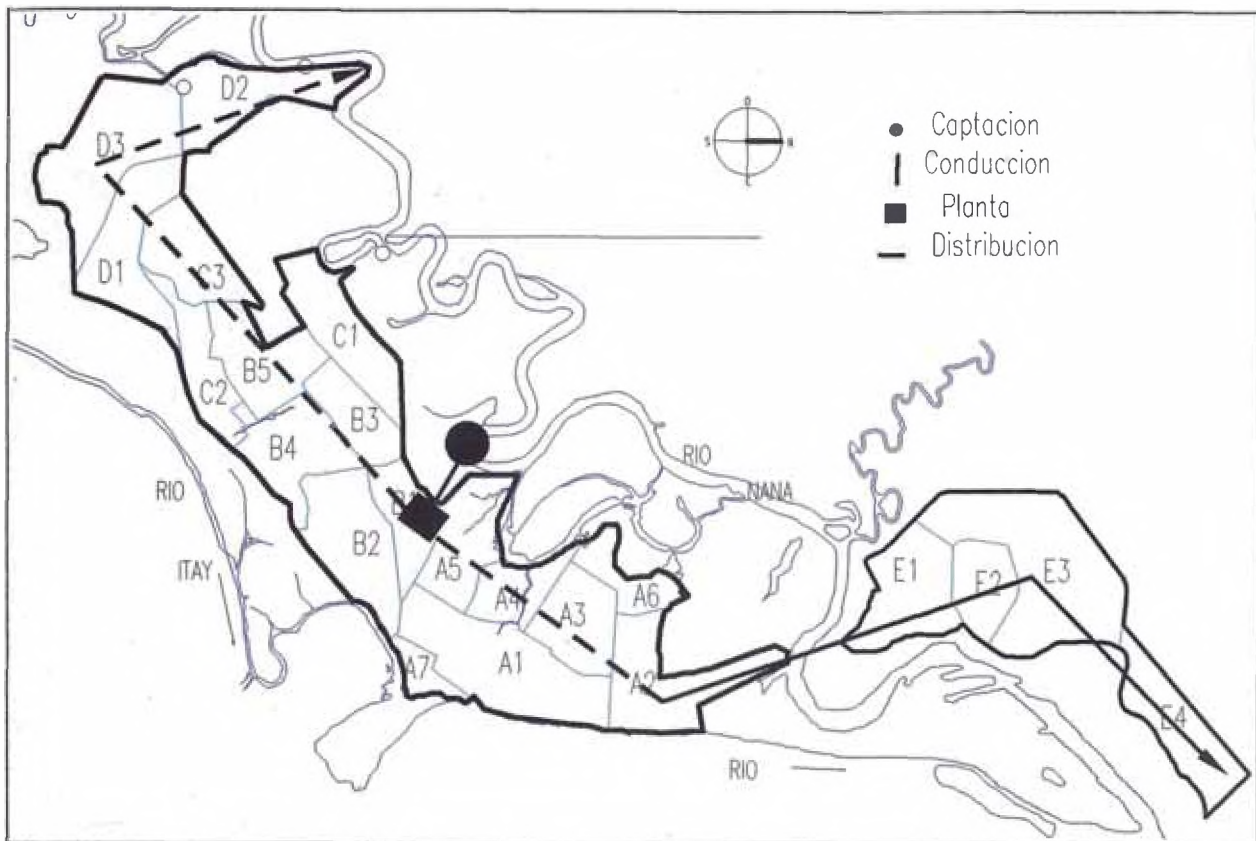 D2
D3
D1
C3
C1
B5
C2
B3
B4
B2
A5
A4
A3
A6
A1
A2
A7
E1
E2
E3
E4
RIO
NANA
RIO
ITAY
RIO
S
Captacion
Conduccion
Planta
Distribucion